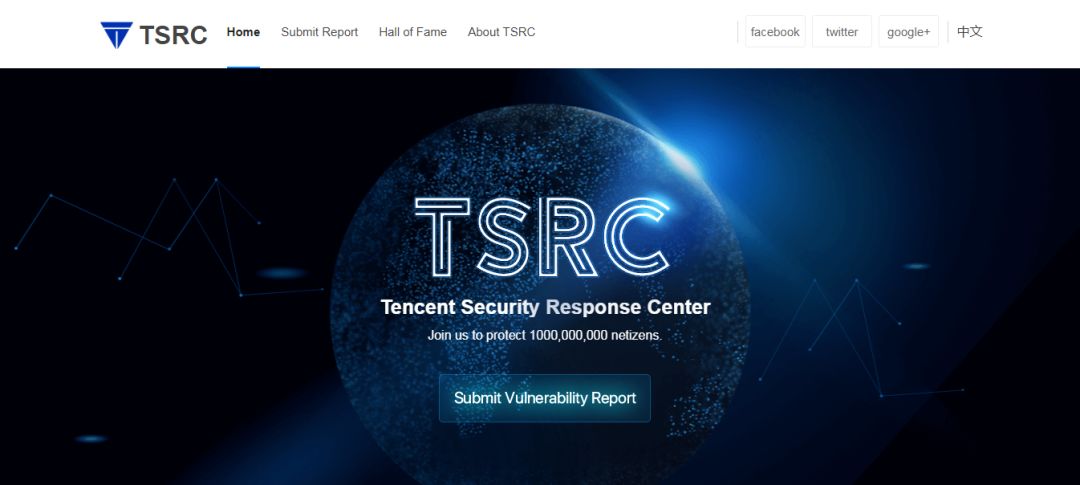 TSRC Home Submit Report Hall of Fame About TSRC facebook twitter google+ 中文
TSRC
Tencent Security Response Center
Join us to protect 1000,000,000 netizens.
Submit Vulnerability Report